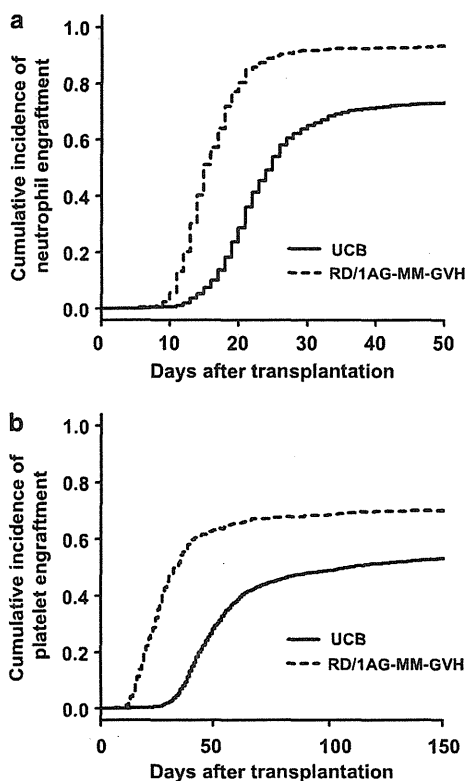 a
Cumulative incidence of
neutrophil engraftment
1.0
0.8
0.6
0.4
0.2
0.0
UCB
RD/1AG-MM-GVH
0 10 20 30 40 50
Days after transplantation
b
Cumulative incidence of
platelet engraftment
1.0
0.8
0.6
0.4
0.2
0.0
UCB
RD/1AG-MM-GVH
0 50 100 150
Days after transplantation